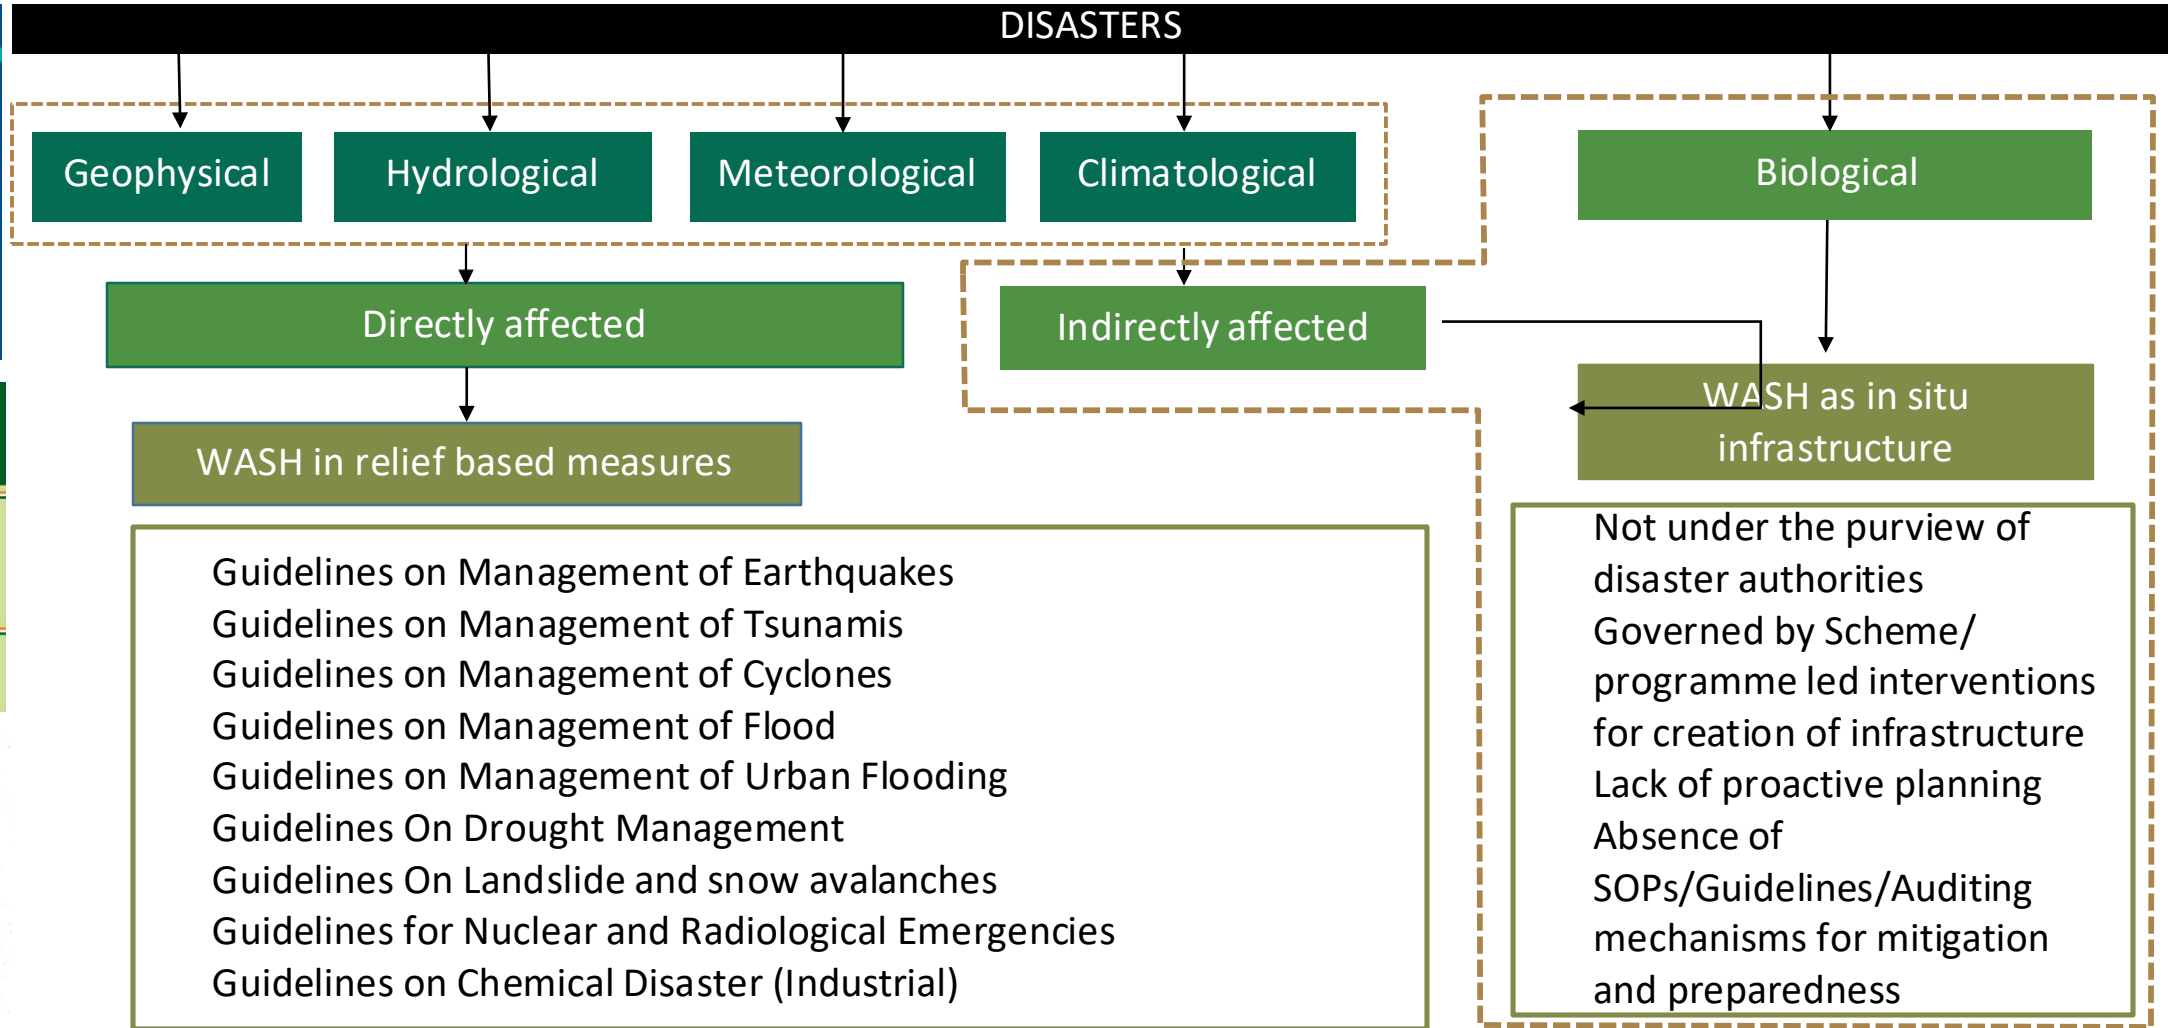 DISASTERS
Geophysical
Hydrological
Meteorological
Climatological
Biological
Directly affected
Indirectly affected
WASH in relief based measures
WASH as in situ
infrastructure
Guidelines on Management of Earthquakes
Guidelines on Management of Tsunamis
Guidelines on Management of Cyclones
Guidelines on Management of Flood
Guidelines on Management of Urban Flooding
Guidelines On Drought Management
Guidelines On Landslide and snow avalanches
Guidelines for Nuclear and Radiological Emergencies
Guidelines on Chemical Disaster (Industrial)
Not under the purview of
disaster authorities
Governed by Scheme/
programme led interventions
for creation of infrastructure
Lack of proactive planning
Absence of
SOPs/Guidelines/Auditing
mechanisms for mitigation
and preparedness